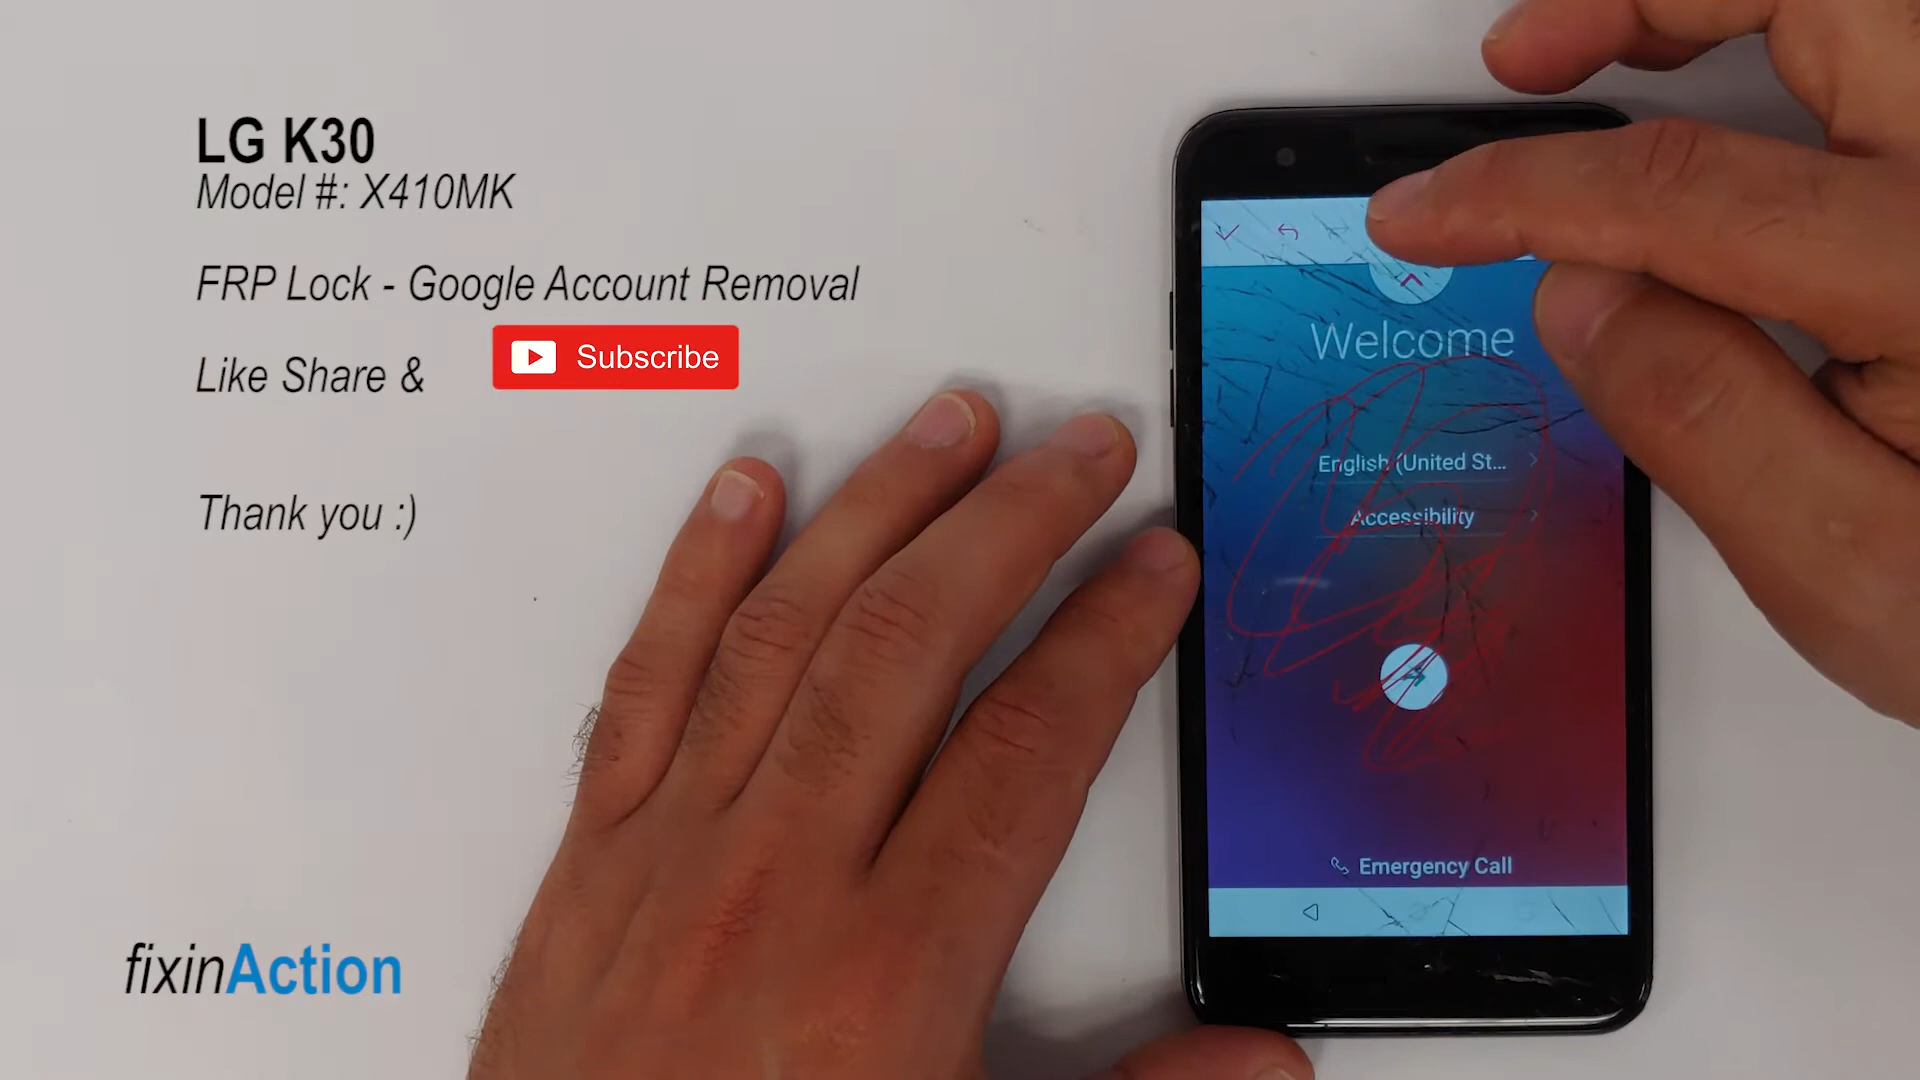 LG K30
Model #: X410MK
FRP Lock - Google Account Removal
Like Share & Subscribe
Thank you :)
fixinAction
Welcome
English (United St...
Accessibility
Emergency Call